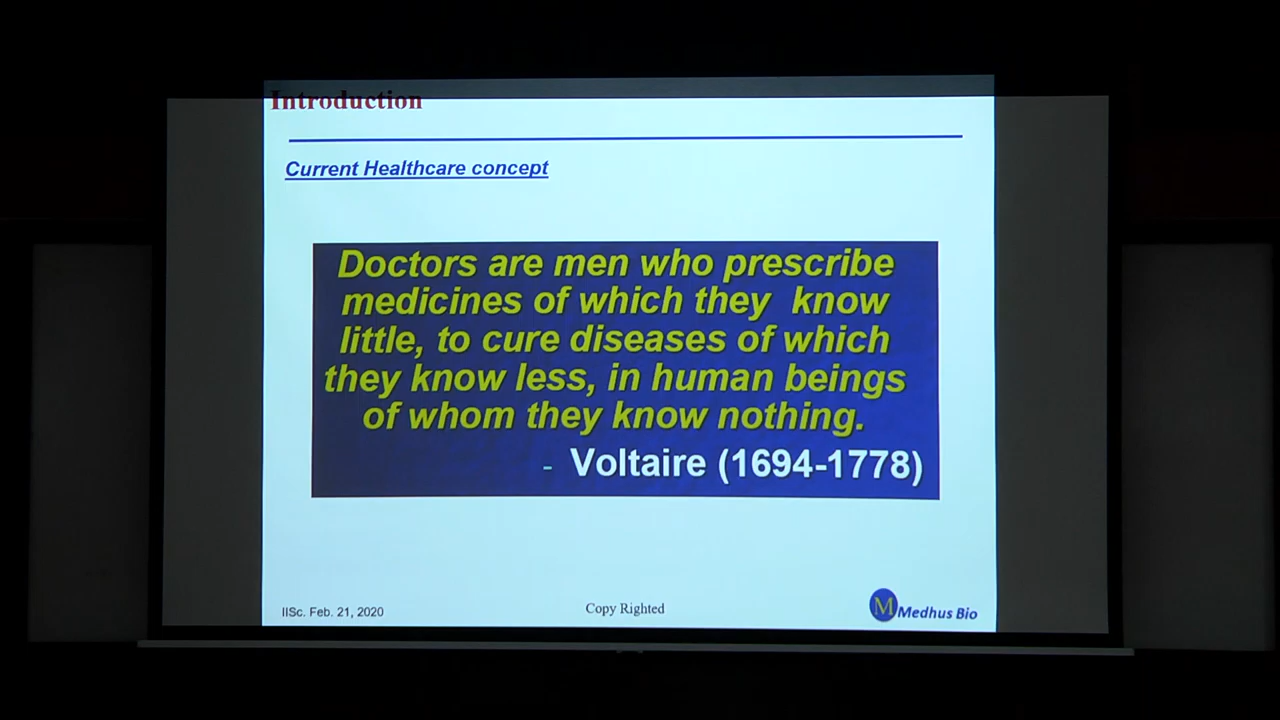 Introduction
Current Healthcare concept
Doctors are men who prescribe
medicines of which they know
little, to cure diseases of which
they know less, in human beings
of whom they know nothing.
- Voltaire (1694-1778)
IISc. Feb. 21, 2020
Copy Righted
M Medhus Bio